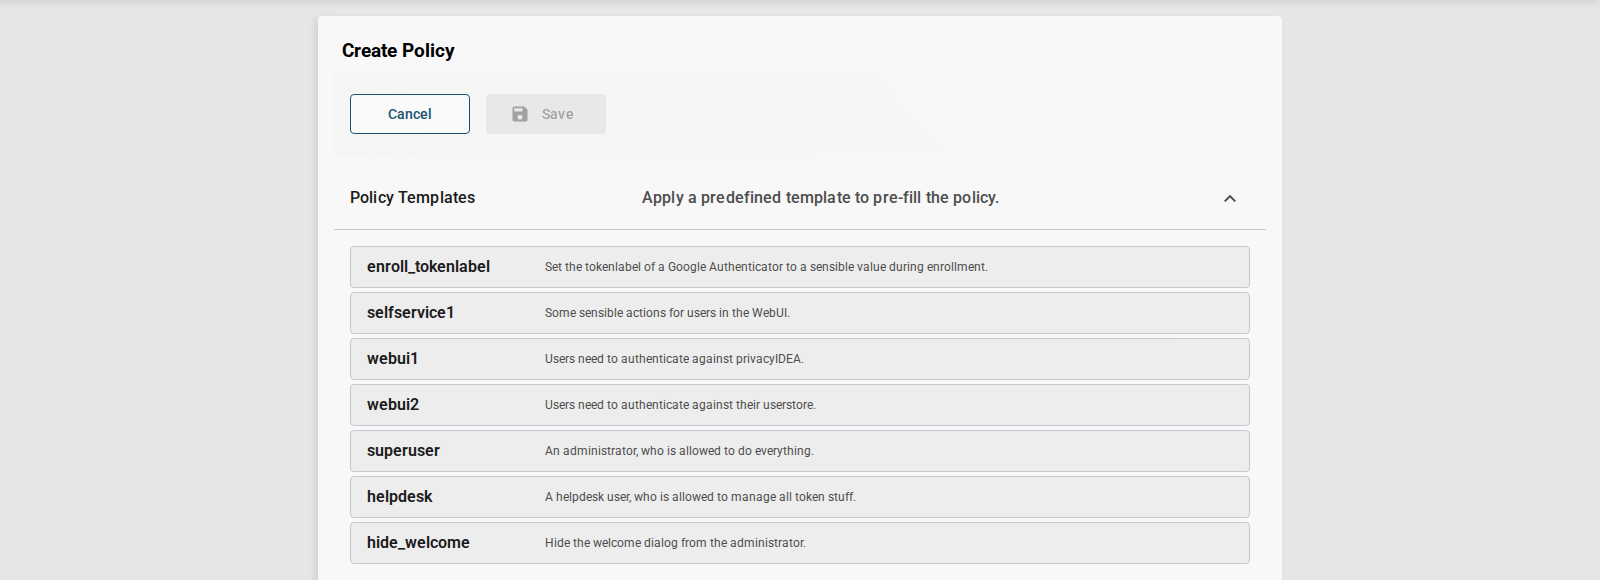 Create Policy
Cancel
Save
Policy Templates
Apply a predefined template to pre-fill the policy.
enroll_tokenlabel
Set the tokenlabel of a Google Authenticator to a sensible value during enrollment.
selfservice1
Some sensible actions for users in the WebUI.
webui1
Users need to authenticate against privacyIDEA.
webui2
Users need to authenticate against their userstore.
superuser
An administrator, who is allowed to do everything.
helpdesk
A helpdesk user, who is allowed to manage all token stuff.
hide_welcome
Hide the welcome dialog from the administrator.